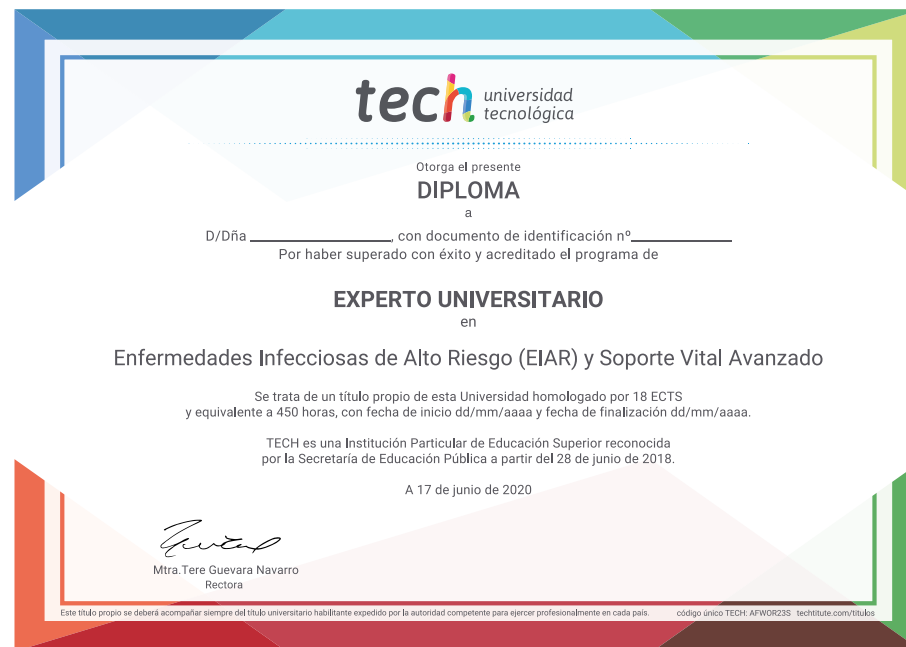 tech universidad
tecnológica
Otorga el presente
DIPLOMA
a
D/Dña ______________, con documento de identificación nº__________
Por haber superado con éxito y acreditado el programa de
EXPERTO UNIVERSITARIO
en
Enfermedades Infecciosas de Alto Riesgo (EIAR) y Soporte Vital Avanzado
Se trata de un título propio de esta Universidad homologado por 18 ECTS
y equivalente a 450 horas, con fecha de inicio dd/mm/aaaa y fecha de finalización dd/mm/aaaa.
TECH es una Institución Particular de Educación Superior reconocida
por la Secretaría de Educación Pública a partir del 28 de junio de 2018.
A 17 de junio de 2020
Mtra.Tere Guevara Navarro
Rectora
Este título propio se deberá acompañar siempre del título universitario habilitante expedido por la autoridad competente para ejercer profesionalmente en cada país. código único TECH: AFWOR23S techtitute.com/titulos